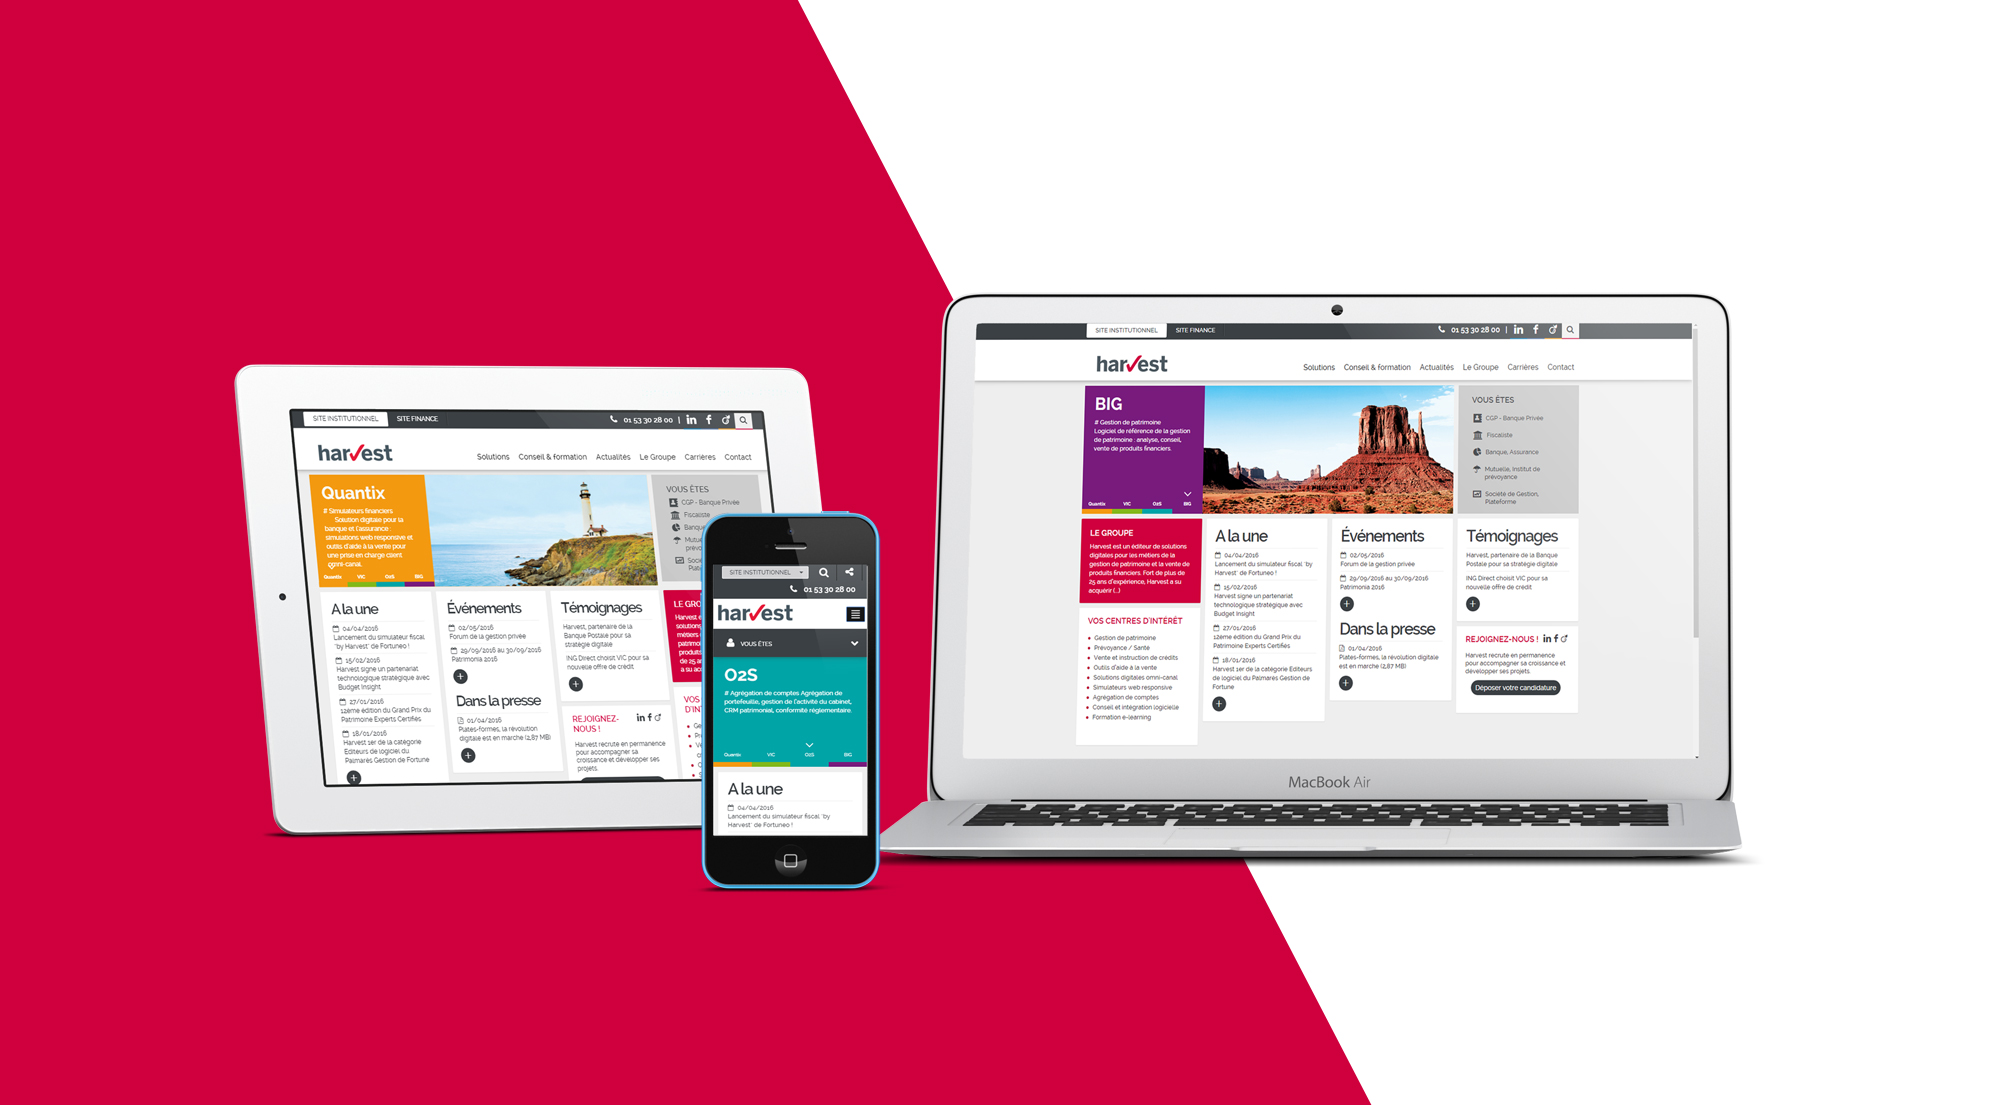 SITE INSTITUTIONNEL SITE FINANCE 01 53 30 28 00 |
harvest
Solutions Conseil & formation Actualités Le Groupe Carrières Contact
Quantix
# Simulateurs financiers
Solution digitale pour sa
banque et l'assurance :
simulations web responsive et
outils d'aide à la vente pour
une prise en charge client
omni-canal.
Quantix VIC O2S BIG
VOUS ÊTES
CGP - Banque Privée
Fiscaliste
Banqu
Mutue
prévo
Socié
Plate
A la une
04/04/2016
Lancement du simulateur fiscal
'by Harvest' de Fortuneo !
15/02/2016
Harvest signe un partenariat
technologique stratégique avec
Budget Insight
27/01/2016
12ème édition du Grand Prix du
Patrimoine Experts Certifiés
18/01/2016
Harvest 1er de la catégorie
Editeurs de logiciel du
Palmarès Gestion de Fortune
Événements
02/05/2016
Forum de la gestion privée
29/09/2016 au 30/09/2016
Patrimonia 2016
Dans la presse
01/04/2016
Plates-formes, la révolution
digitale est en marche (2,87 MB)
Témoignages
Harvest, partenaire de la
Banque Postale pour sa
stratégie digitale
ING Direct choisit VIC pour sa
nouvelle offre de crédit
REJOIGNEZ-
NOUS !
Harvest recrute en permanence
pour accompagner sa
croissance et développer ses
projets.
LE GRO
Harvest e
solutions
métiers
patrimo
produits
de 25 an
a su acc
VOS
D'INT
Ge
Pr
Ve
SITE INSTITUTIONNEL
01 53 30 28 00
harvest
VOUS ÊTES
O2S
# Agrégation de comptes Agrégation de
portefeuille, gestion de l'activité du cabinet,
CRM patrimonial, conformité réglementaire.
Quantix VIC O2S BIG
A la une
04/04/2016
Lancement du simulateur fiscal 'by
Harvest' de Fortuneo !
SITE INSTITUTIONNEL SITE FINANCE 01 53 30 28 00 |
harvest
Solutions Conseil & formation Actualités Le Groupe Carrières Contact
BIG
# Gestion de patrimoine
Logiciel de référence de la gestion
de patrimoine : analyse, conseil,
vente de produits financiers.
Quantix VIC O2S BIG
VOUS ÊTES
CGP - Banque Privée
Fiscaliste
Banque, Assurance
Mutuelle, Institut de
prévoyance
Société de Gestion,
Plateforme
LE GROUPE
Harvest est un éditeur de solutions
digitales pour les métiers de la
gestion de patrimoine et la vente de
produits financiers. Fort de plus de
25 ans d'expérience, Harvest a su
acquérir (...)
VOS CENTRES D'INTÉRÊT
Gestion de patrimoine
Prévoyance / Santé
Vente et instruction de crédits
Outils d'aide à la vente
Solutions digitales omni-canal
Simulateurs web responsive
Agrégation de comptes
Conseil et intégration logicielle
Formation e-learning
A la une
04/04/2016
Lancement du simulateur fiscal 'by
Harvest' de Fortuneo !
15/02/2016
Harvest signe un partenariat
technologique stratégique avec
Budget Insight
27/01/2016
12ème édition du Grand Prix du
Patrimoine Experts Certifiés
18/01/2016
Harvest 1er de la catégorie Editeurs
de logiciel du Palmarès Gestion de
Fortune
Événements
02/05/2016
Forum de la gestion privée
29/09/2016 au 30/09/2016
Patrimonia 2016
Dans la presse
01/04/2016
Plates-formes, la révolution digitale
est en marche (2,87 MB)
Témoignages
Harvest, partenaire de la Banque
Postale pour sa stratégie digitale
ING Direct choisit VIC pour sa
nouvelle offre de crédit
REJOIGNEZ-NOUS !
Harvest recrute en permanence
pour accompagner sa croissance et
développer ses projets.
Déposer votre candidature
MacBook Air